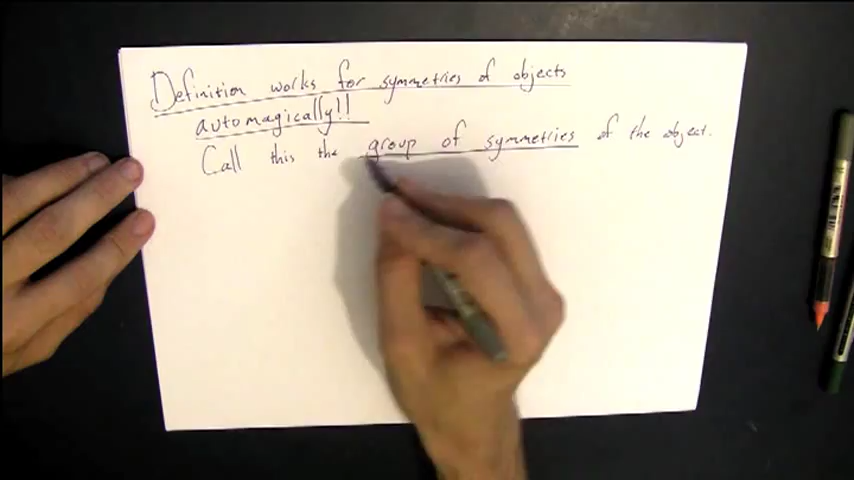 Definition works for symmetries of objects
automagically!!
Call this the group of symmetries of the object.